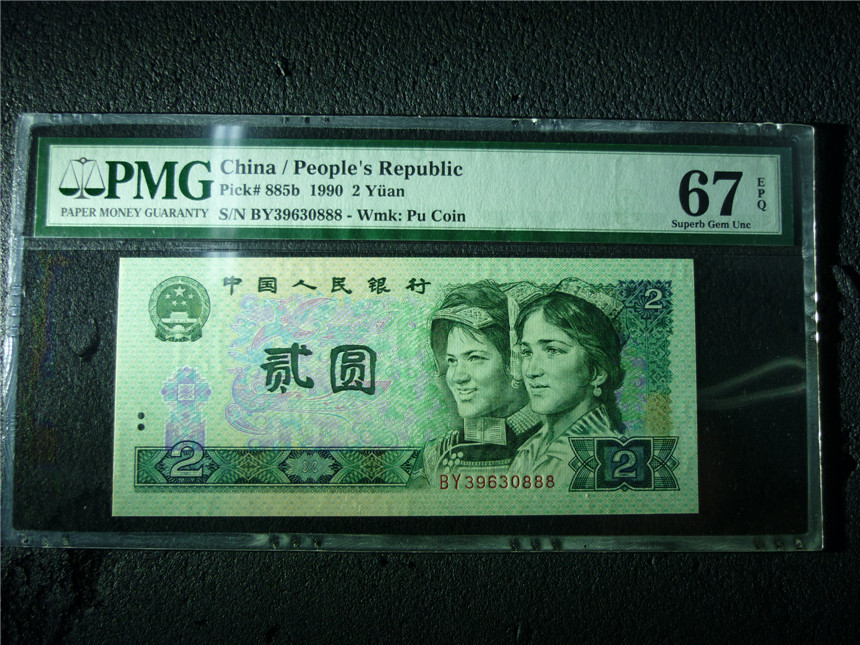 PMG
PAPER MONEY GUARANTY
China / People's Republic
Pick# 885b 1990 2 Yüan
S/N BY39630888 - Wmk: Pu Coin
67
EPQ
Superb Gem Unc
中国人民银行
2
贰圆
2
2
BY39630888